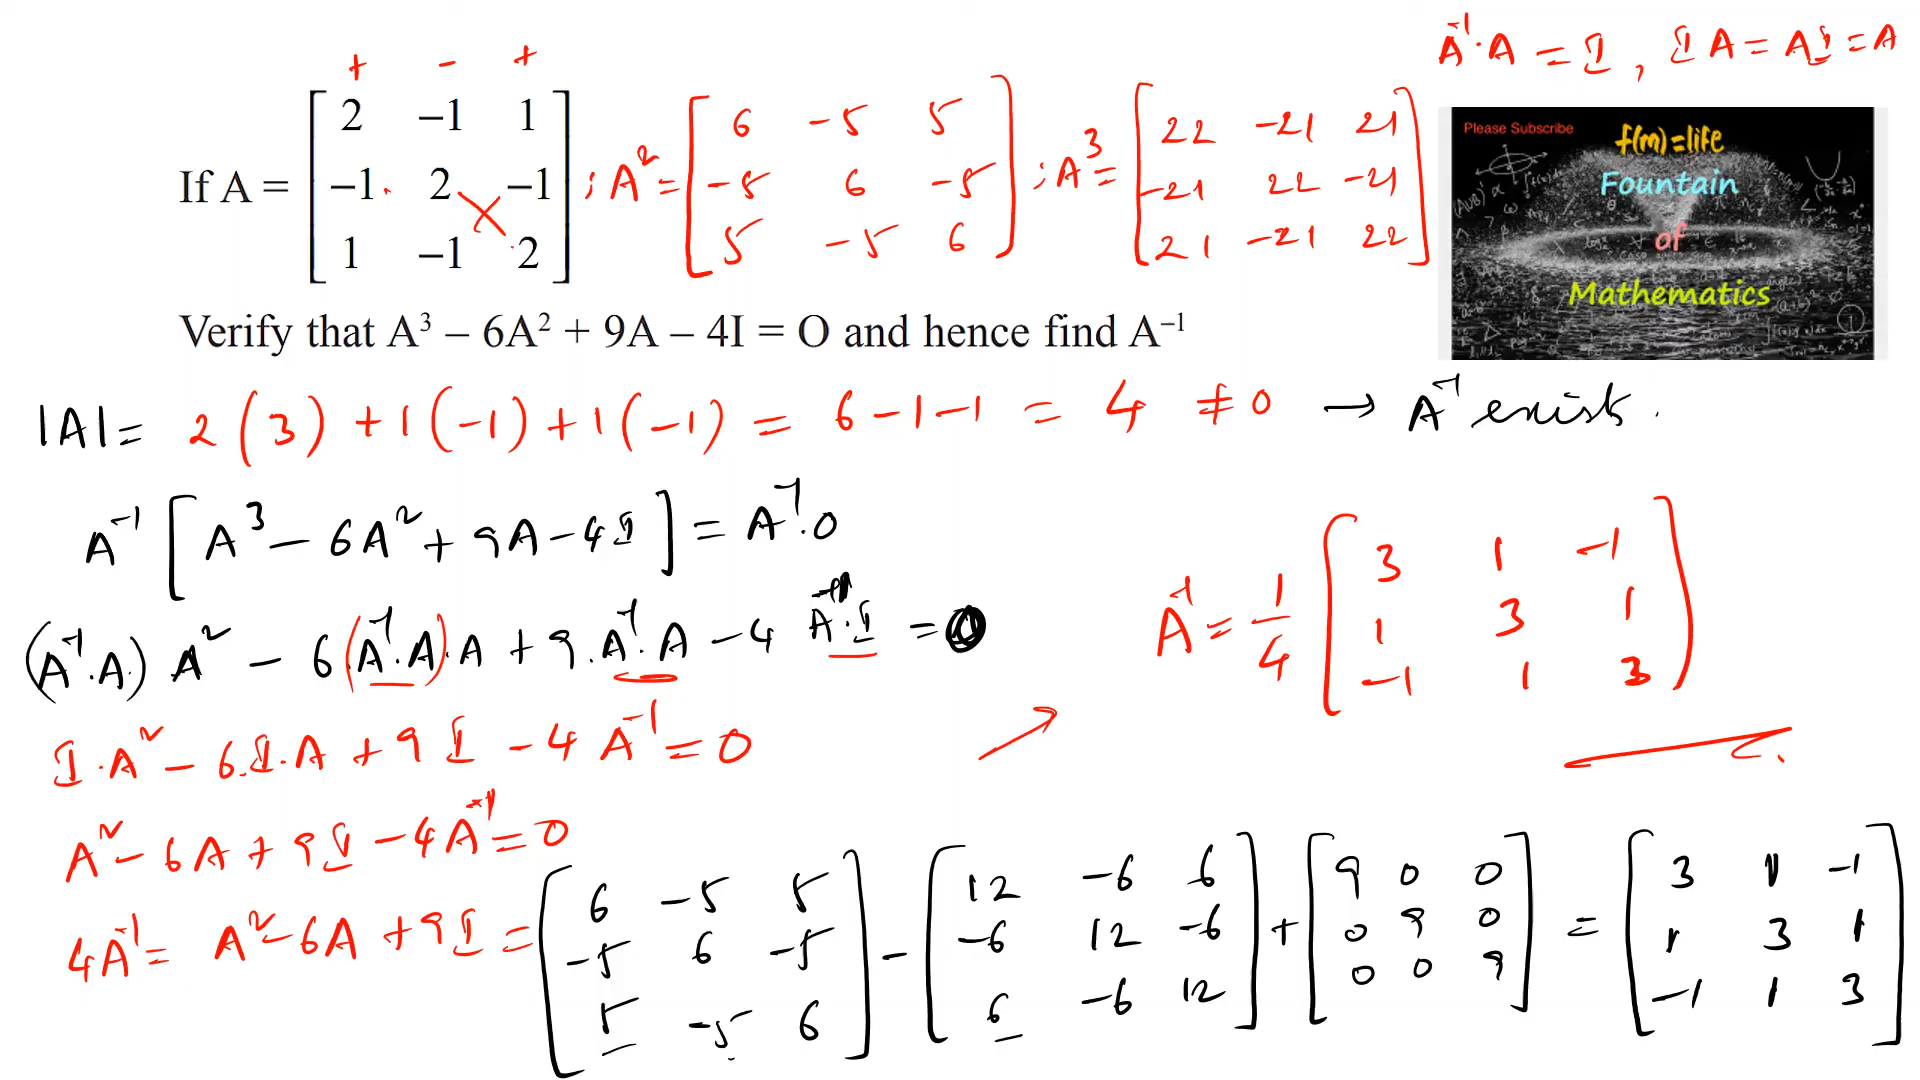 A⁻¹·A = I, IA = AI = A
+ - +
If A = [2 −1 1; −1 2 −1; 1 −1 2] ; A² = [6 -5 5; -5 6 -5; 5 -5 6] ; A³ = [22 -21 21; -21 22 -21; 21 -21 22]
Please Subscribe
f(m)=life
Fountain
of
Mathematics
Verify that A³ – 6A² + 9A – 4I = O and hence find A⁻¹
|A| = 2(3) + 1(-1) + 1(-1) = 6 - 1 - 1 = 4 ≠ 0 → A⁻¹ exist.
A⁻¹[A³ - 6A² + 9A - 4I] = A⁻¹·0
(A⁻¹·A) A² - 6(A⁻¹·A)·A + 9·A⁻¹·A - 4 A⁻¹·I = 0
I·A² - 6·I·A + 9I - 4A⁻¹ = 0
A² - 6A + 9I - 4A⁻¹ = 0
4A⁻¹ = A² - 6A + 9I = [6 -5 5; -5 6 -5; 5 -5 6] - [12 -6 6; -6 12 -6; 6 -6 12] + [9 0 0; 0 9 0; 0 0 9] = [3 1 -1; 1 3 1; -1 1 3]
A⁻¹ = 1/4 [3 1 -1; 1 3 1; -1 1 3]